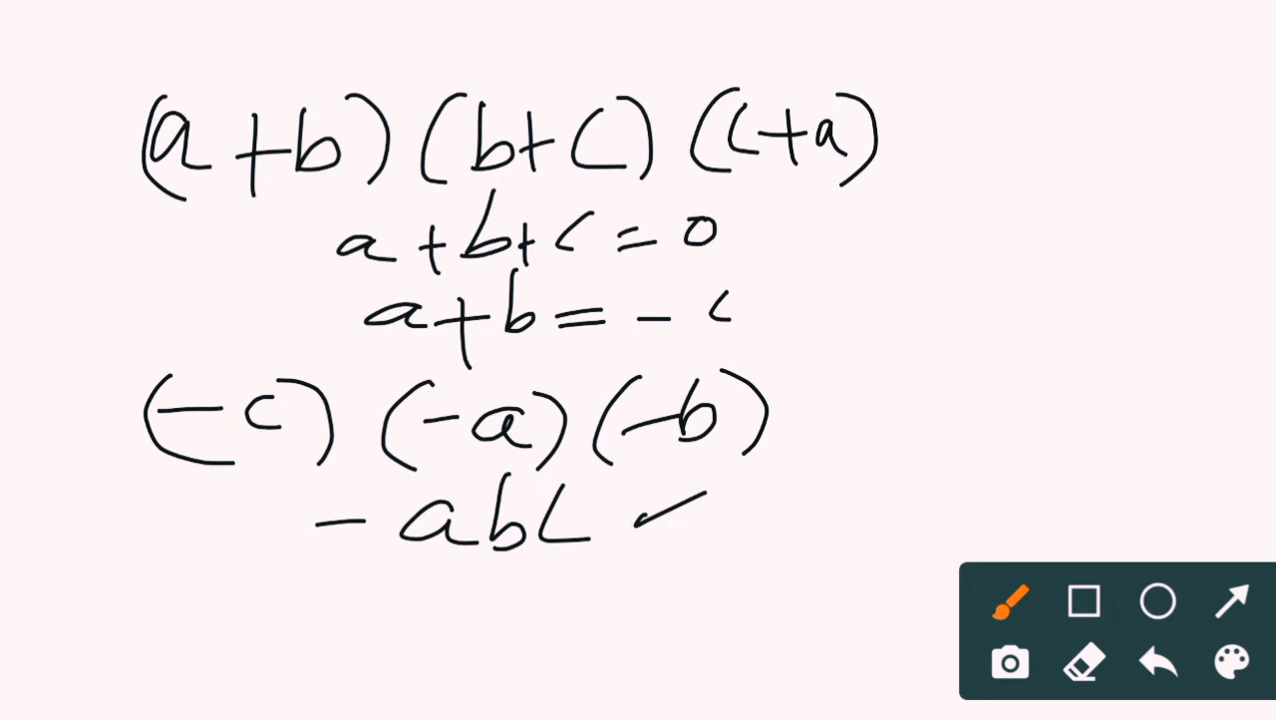 (a+b) (b+c) (c+a)
a+b+c=0
a+b=-c
(-c) (-a) (-b)
-abc ✓